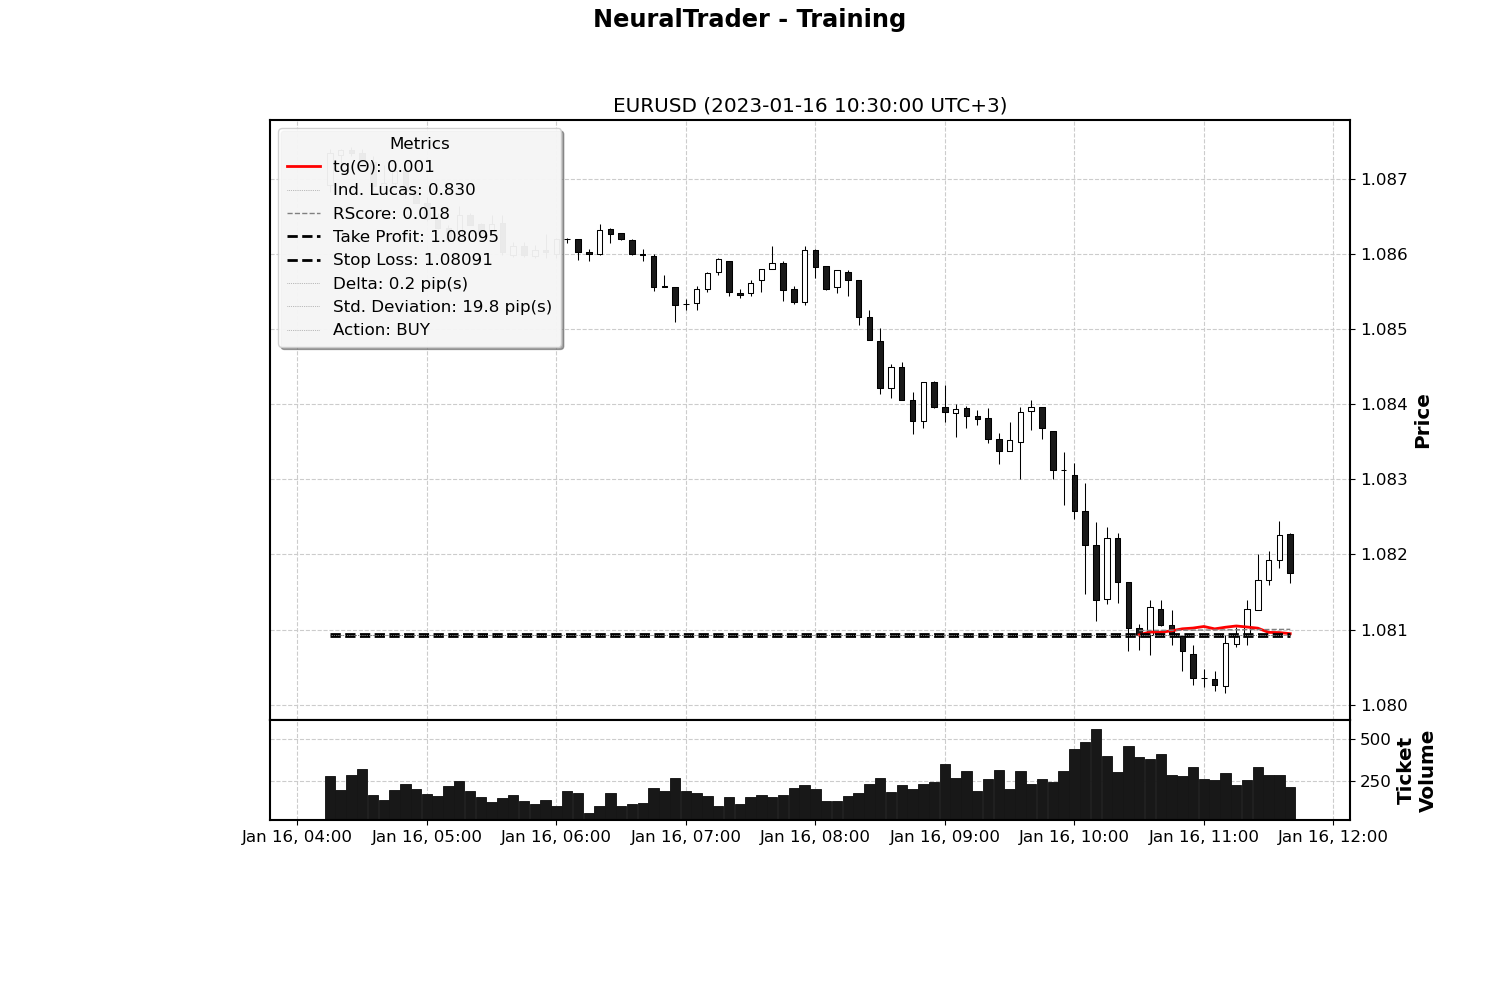 NeuralTrader - Training
EURUSD (2023-01-16 10:30:00 UTC+3)
Metrics
tg(Θ): 0.001
Ind. Lucas: 0.830
RScore: 0.018
Take Profit: 1.08095
Stop Loss: 1.08091
Delta: 0.2 pip(s)
Std. Deviation: 19.8 pip(s)
Action: BUY
1.087
1.086
1.085
1.084
1.083
1.082
1.081
1.080
Price
500
250
Ticket
Volume
Jan 16, 04:00 Jan 16, 05:00 Jan 16, 06:00 Jan 16, 07:00 Jan 16, 08:00 Jan 16, 09:00 Jan 16, 10:00 Jan 16, 11:00 Jan 16, 12:00